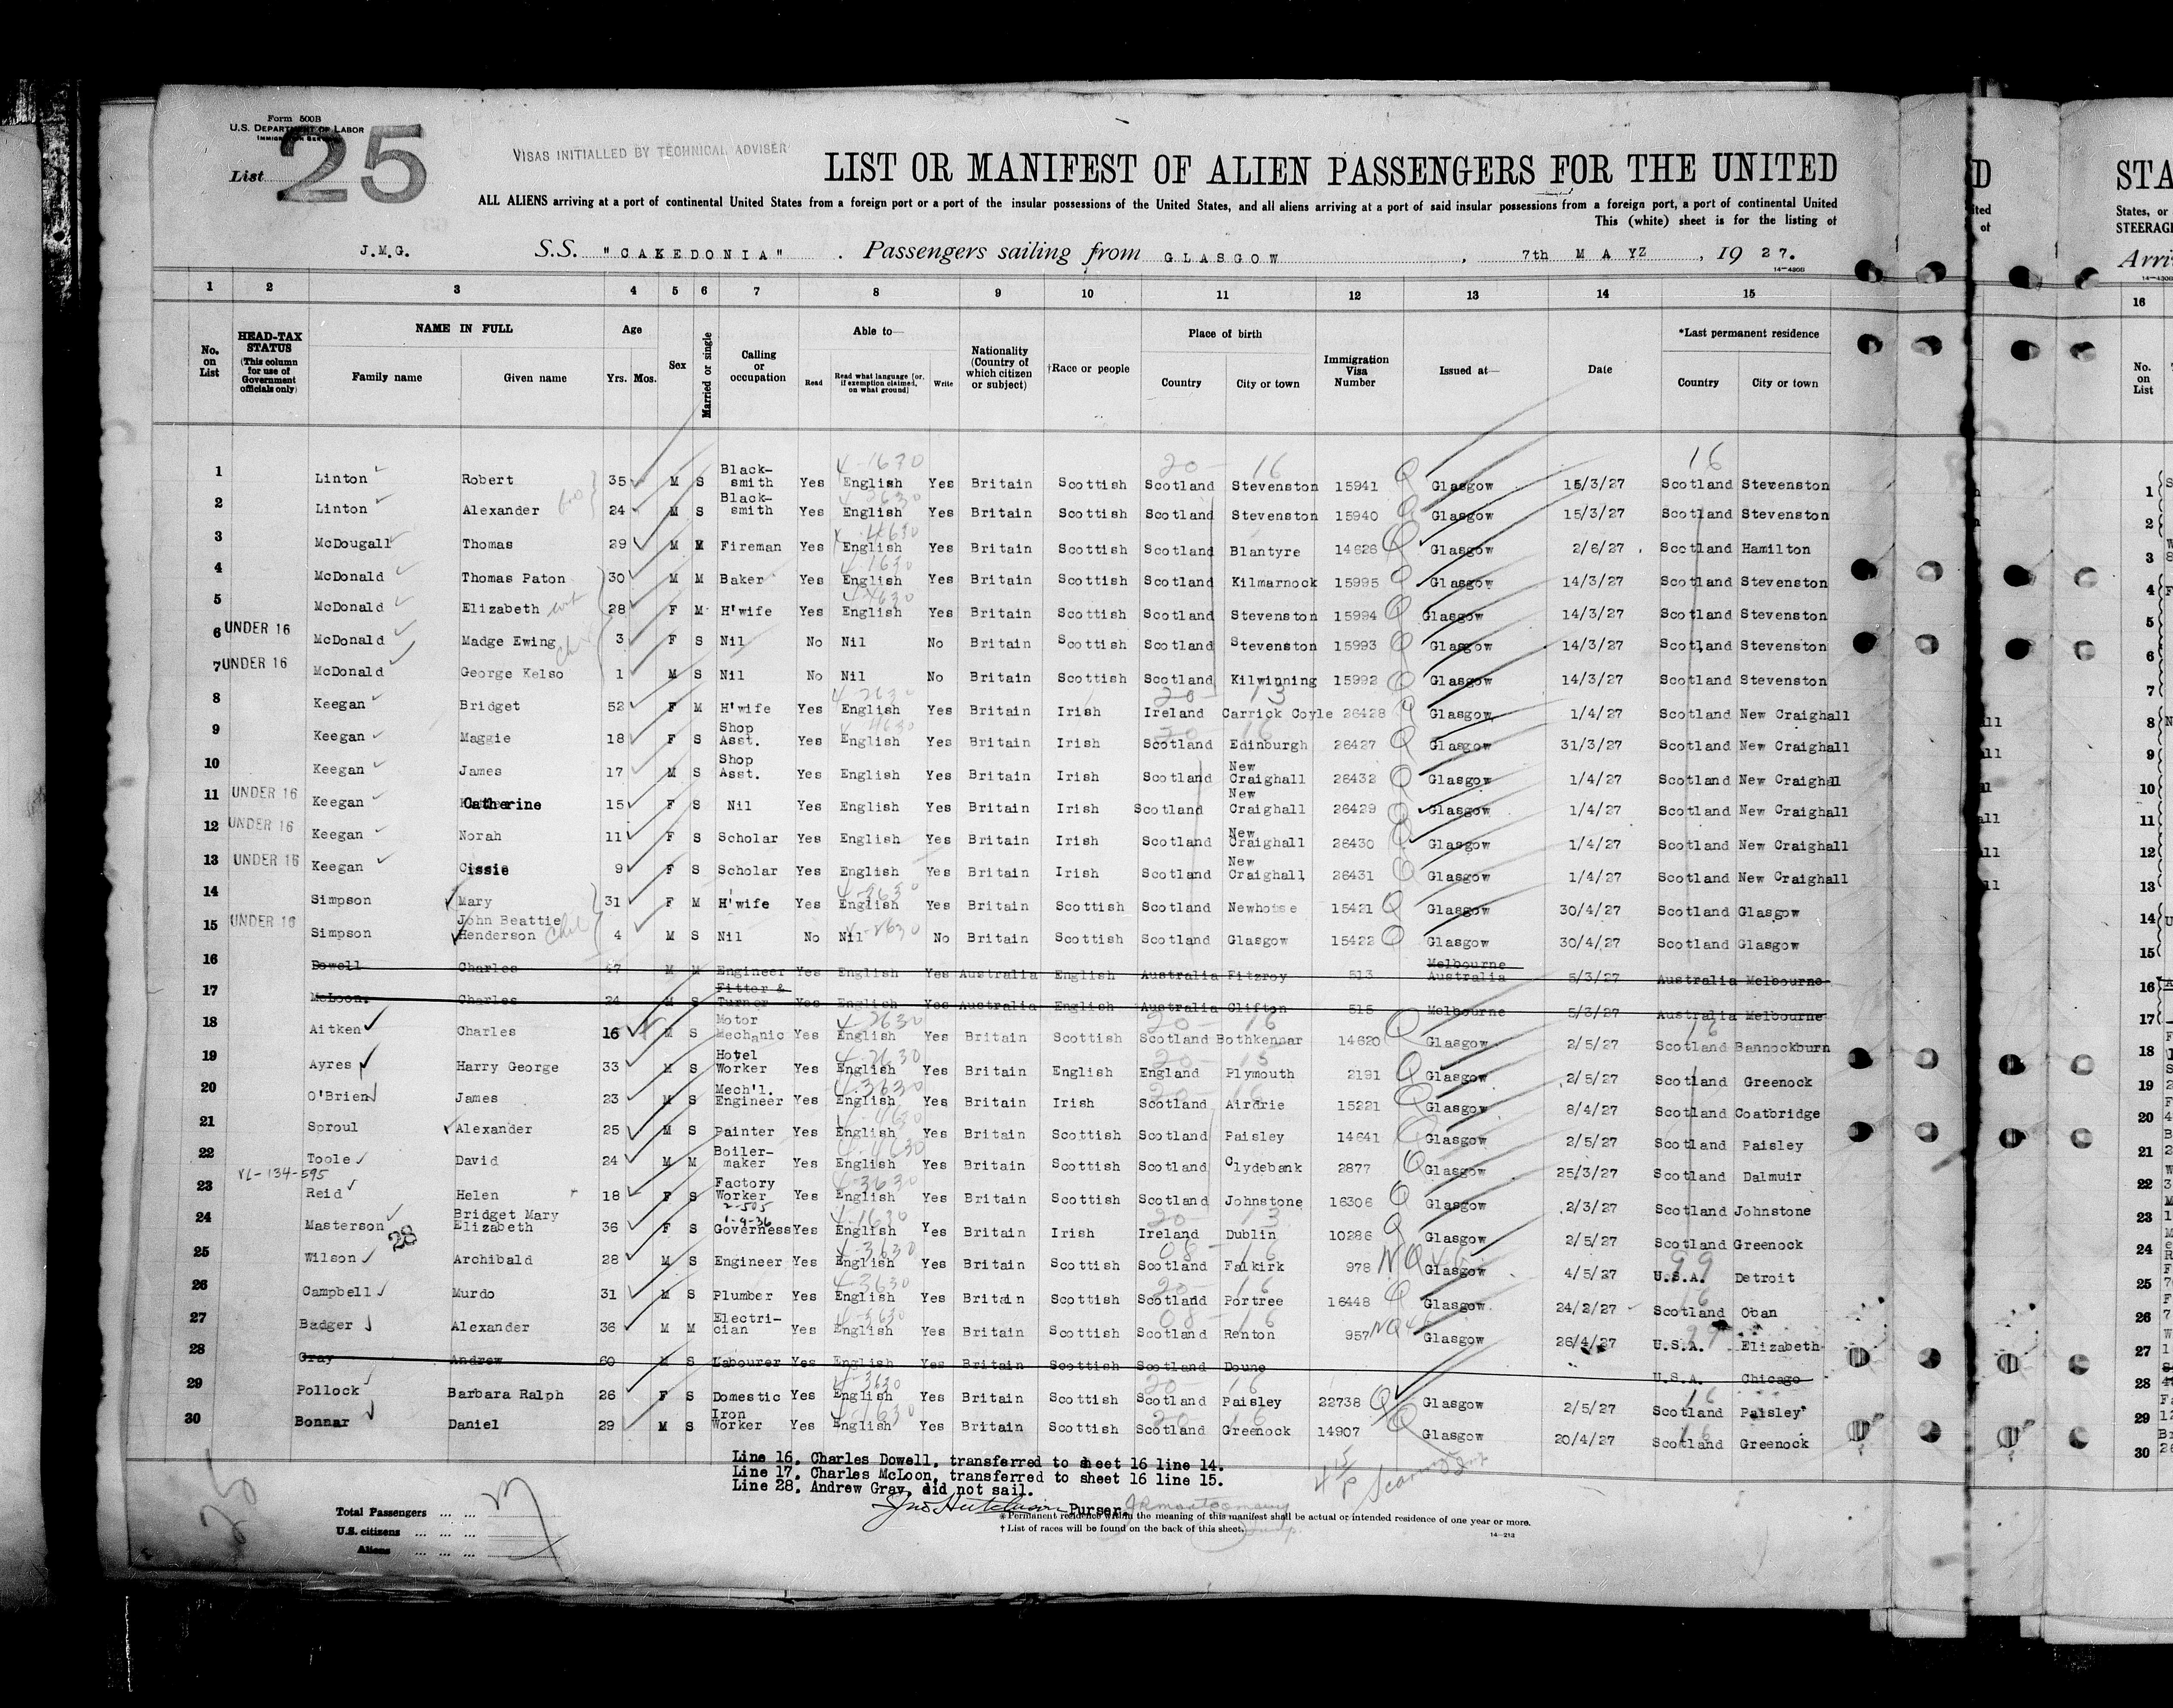 Form 500B
U.S. DEPARTMENT OF LABOR
IMMIGRATION SERVICE
List 25
VISAS INITIALLED BY TECHNICAL ADVISER
LIST OR MANIFEST OF ALIEN PASSENGERS FOR THE UNITED
ALL ALIENS arriving at a port of continental United States from a foreign port or a port of the insular possessions of the United States, and all aliens arriving at a port of said insular possessions from a foreign port, a port of continental United
This (white) sheet is for the listing of
J.M.G. S.S. "CAKEDONIA" . Passengers sailing from GLASGOW , 7th MAYZ , 19 27.
14-4300
1 2 3 4 5 6 7 8 9 10 11 12 13 14 15
No. on List HEAD-TAX STATUS (This column for use of Government officials only) NAME IN FULL Family name Given name Age Yrs. Mos. Sex Married or single Calling or occupation Able to— Read Read what language [or, if exemption claimed, on what ground] Write Nationality (Country of which citizen or subject) †Race or people Place of birth Country City or town Immigration Visa Number Issued at— Date *Last permanent residence Country City or town
1 Linton Robert 35 M S Black-smith Yes English Yes Britain Scottish Scotland Stevenston 15941 Glasgow 15/3/27 Scotland Stevenston
2 Linton Alexander 24 M S Black-smith Yes English Yes Britain Scottish Scotland Stevenston 15940 Glasgow 15/3/27 Scotland Stevenston
3 McDougall Thomas 29 M M Fireman Yes English Yes Britain Scottish Scotland Blantyre 14626 Glasgow 2/6/27 Scotland Hamilton
4 McDonald Thomas Paton 30 M M Baker Yes English Yes Britain Scottish Scotland Kilmarnock 15995 Glasgow 14/3/27 Scotland Stevenston
5 McDonald Elizabeth 28 F M H'wife Yes English Yes Britain Scottish Scotland Stevenston 15994 Glasgow 14/3/27 Scotland Stevenston
6 UNDER 16 McDonald Madge Ewing 3 F S Nil No Nil No Britain Scottish Scotland Stevenston 15993 Glasgow 14/3/27 Scotland Stevenston
7 UNDER 16 McDonald George Kelso 1 M S Nil No Nil No Britain Scottish Scotland Kilwinning 15992 Glasgow 14/3/27 Scotland Stevenston
8 Keegan Bridget 52 F M H'wife Yes English Yes Britain Irish Ireland Carrick Coyle 26428 Glasgow 1/4/27 Scotland New Craighall
9 Keegan Maggie 18 F S Shop Asst. Yes English Yes Britain Irish Scotland Edinburgh 26427 Glasgow 31/3/27 Scotland New Craighall
10 Keegan James 17 M S Shop Asst. Yes English Yes Britain Irish Scotland New Craighall 26432 Glasgow 1/4/27 Scotland New Craighall
11 UNDER 16 Keegan Catherine 15 F S Nil Yes English Yes Britain Irish Scotland New Craighall 26429 Glasgow 1/4/27 Scotland New Craighall
12 UNDER 16 Keegan Norah 11 F S Scholar Yes English Yes Britain Irish Scotland New Craighall 26430 Glasgow 1/4/27 Scotland New Craighall
13 UNDER 16 Keegan Cissie 9 F S Scholar Yes English Yes Britain Irish Scotland New Craighall 26431 Glasgow 1/4/27 Scotland New Craighall
14 Simpson Mary 31 F M H'wife Yes English Yes Britain Scottish Scotland Newhouse 15421 Glasgow 30/4/27 Scotland Glasgow
15 UNDER 16 Simpson John Beattie Henderson 4 M S Nil No Nil No Britain Scottish Scotland Glasgow 15422 Glasgow 30/4/27 Scotland Glasgow
16 Dowell Charles 47 M M Engineer Yes English Yes Australia English Australia Fitzroy 513 Melbourne Australia 5/3/27 Australia Melbourne
17 McLoon. Charles 24 M S Fitter & Turner Yes English Yes Australia English Australia Clifton 515 Melbourne 5/3/27 Australia Melbourne
18 Aitken Charles 16 M S Motor Mechanic Yes English Yes Britain Scottish Scotland Bothkennar 14620 Glasgow 2/5/27 Scotland Bannockburn
19 Ayres Harry George 33 M S Hotel Worker Yes English Yes Britain English England Plymouth 2191 Glasgow 2/5/27 Scotland Greenock
20 O'Brien James 23 M S Mech'l. Engineer Yes English Yes Britain Irish Scotland Airdrie 15221 Glasgow 8/4/27 Scotland Coatbridge
21 Sproul Alexander 25 M S Painter Yes English Yes Britain Scottish Scotland Paisley 14641 Glasgow 2/5/27 Scotland Paisley
22 Toole David 24 M M Boiler-maker Yes English Yes Britain Scottish Scotland Clydebank 2877 Glasgow 25/3/27 Scotland Dalmuir
VL-134-595
23 Reid Helen 18 F S Factory Worker Yes English Yes Britain Scottish Scotland Johnstone 16306 Glasgow 2/3/27 Scotland Johnstone
24 Masterson 28 Bridget Mary Elizabeth 36 F S Governess Yes English Yes Britain Irish Ireland Dublin 10286 Glasgow 2/5/27 Scotland Greenock
25 Wilson Archibald 28 M S Engineer Yes English Yes Britain Scottish Scotland Falkirk 978 NQ Glasgow 4/5/27 U.S.A. Detroit
26 Campbell Murdo 31 M S Plumber Yes English Yes Britain Scottish Scotland Portree 16448 Glasgow 24/2/27 Scotland Oban
27 Badger Alexander 36 M M Electri-cian Yes English Yes Britain Scottish Scotland Renton 957 NQ Glasgow 26/4/27 U.S.A. Elizabeth
28 Gray Andrew 60 M S Labourer Yes English Yes Britain Scottish Scotland Doune U.S.A. Chicago
29 Pollock Barbara Ralph 26 F S Domestic Yes English Yes Britain Scottish Scotland Paisley 22738 Glasgow 2/5/27 Scotland Paisley
30 Bonnar Daniel 29 M S Iron Worker Yes English Yes Britain Scottish Scotland Greenock 14907 Glasgow 20/4/27 Scotland Greenock
Line 16, Charles Dowell, transferred to sheet 16 line 14.
Line 17, Charles McLoon, transferred to sheet 16 line 15.
Line 28, Andrew Gray, did not sail.
Jno Hutchison Purser.
25
Total Passengers ... ...
U.S. citizens ... ... ...
Aliens ... ... ...
* Permanent residence within the meaning of this manifest shall be actual or intended residence of one year or more.
† List of races will be found on the back of this sheet.
14-213
STA
States, or
STEERAG
Arri
16
No. on List